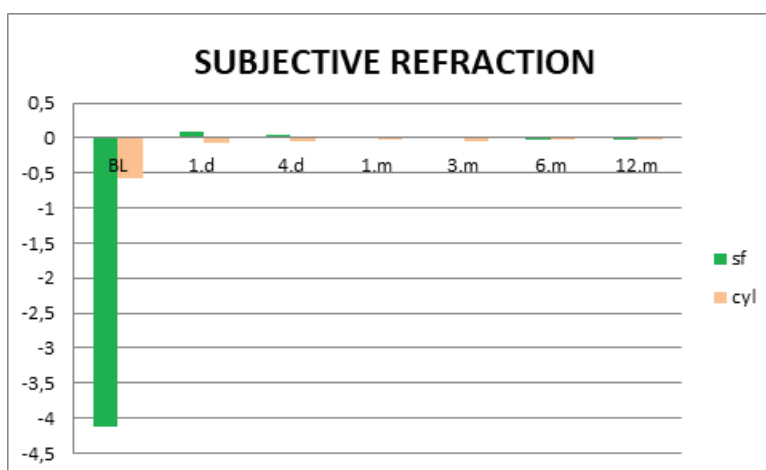 SUBJECTIVE REFRACTION
0,5
0
-0,5
-1
-1,5
-2
-2,5
-3
-3,5
-4
-4,5
BL 1.d 4.d 1.m 3.m 6.m 12.m
sf
cyl